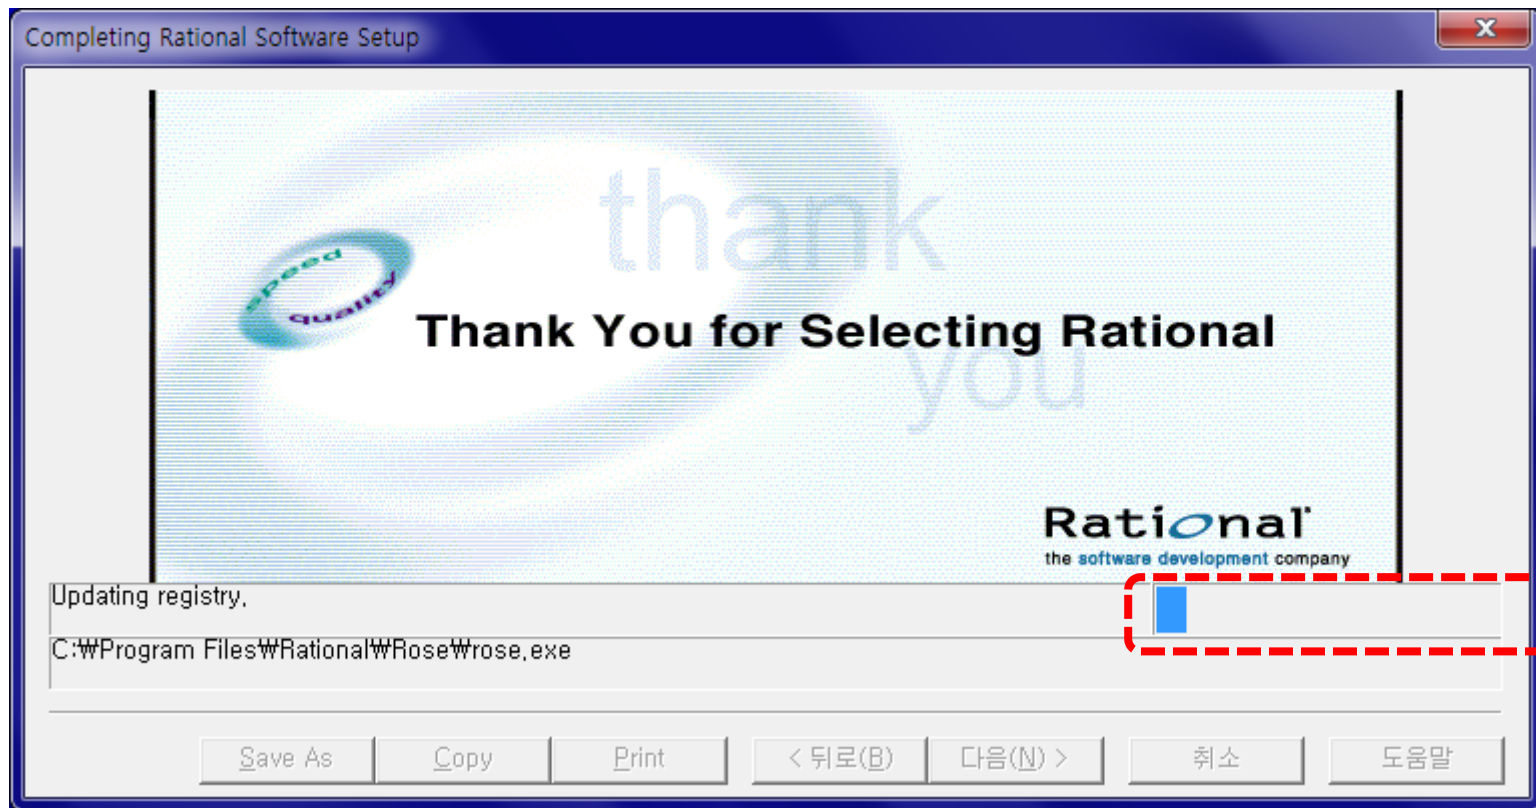 Completing Rational Software Setup
x
thank
speed
quality
Thank You for Selecting Rational
you
Rational
the software development company
Updating registry,
C:₩Program Files₩Rational₩Rose₩rose,exe
Save As
Copy
Print
< 뒤로(B)
다음(N) >
취소
도움말